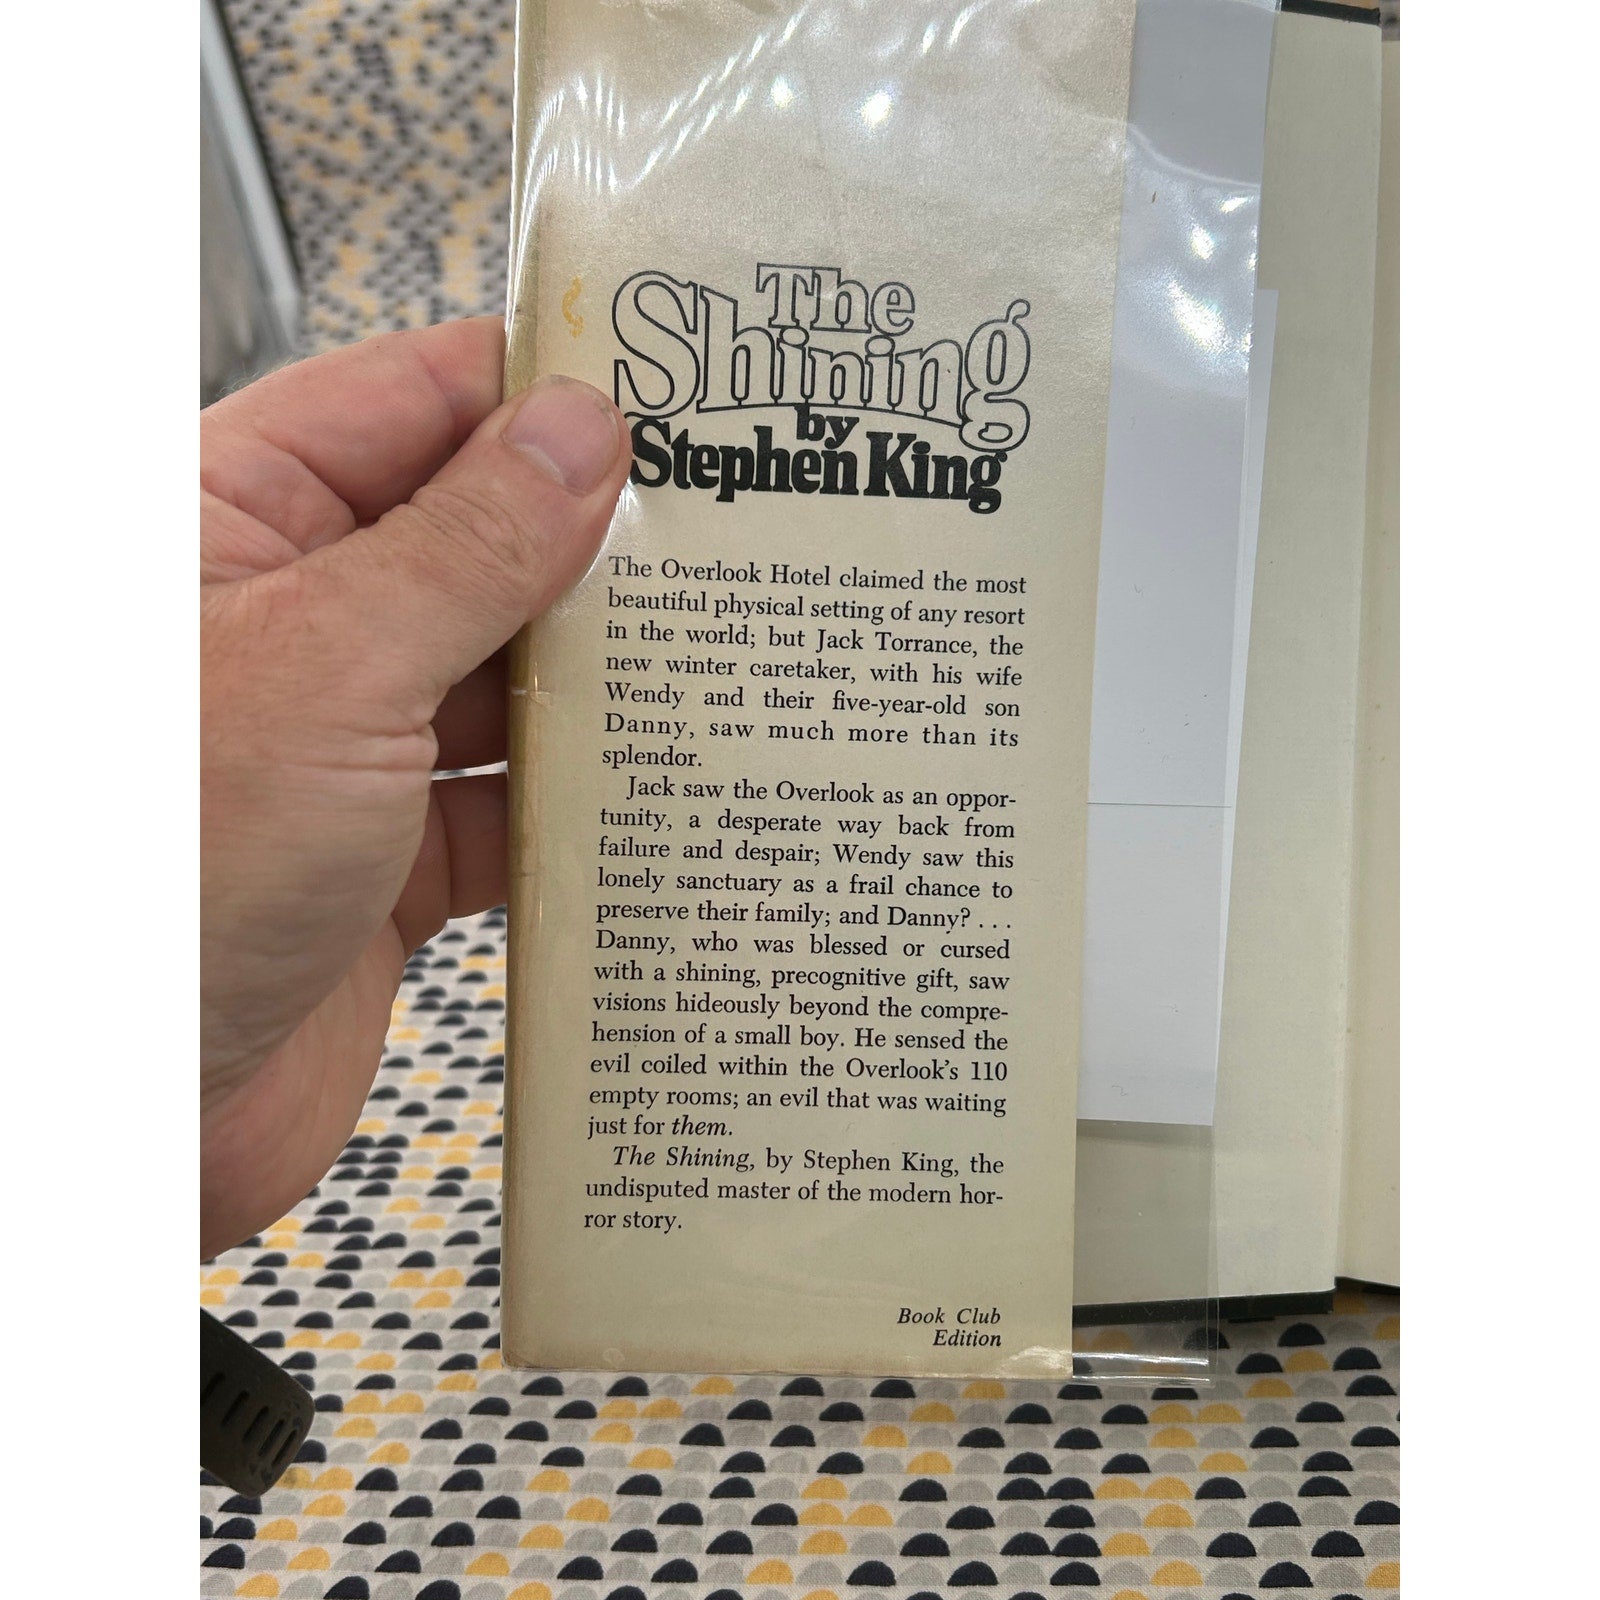 The
Shining
by
Stephen King
The Overlook Hotel claimed the most
beautiful physical setting of any resort
in the world; but Jack Torrance, the
new winter caretaker, with his wife
Wendy and their five-year-old son
Danny, saw much more than its
splendor.
Jack saw the Overlook as an oppor-
tunity, a desperate way back from
failure and despair; Wendy saw this
lonely sanctuary as a frail chance to
preserve their family; and Danny? . . .
Danny, who was blessed or cursed
with a shining, precognitive gift, saw
visions hideously beyond the compre-
hension of a small boy. He sensed the
evil coiled within the Overlook's 110
empty rooms; an evil that was waiting
just for them.
The Shining, by Stephen King, the
undisputed master of the modern hor-
ror story.
Book Club
Edition